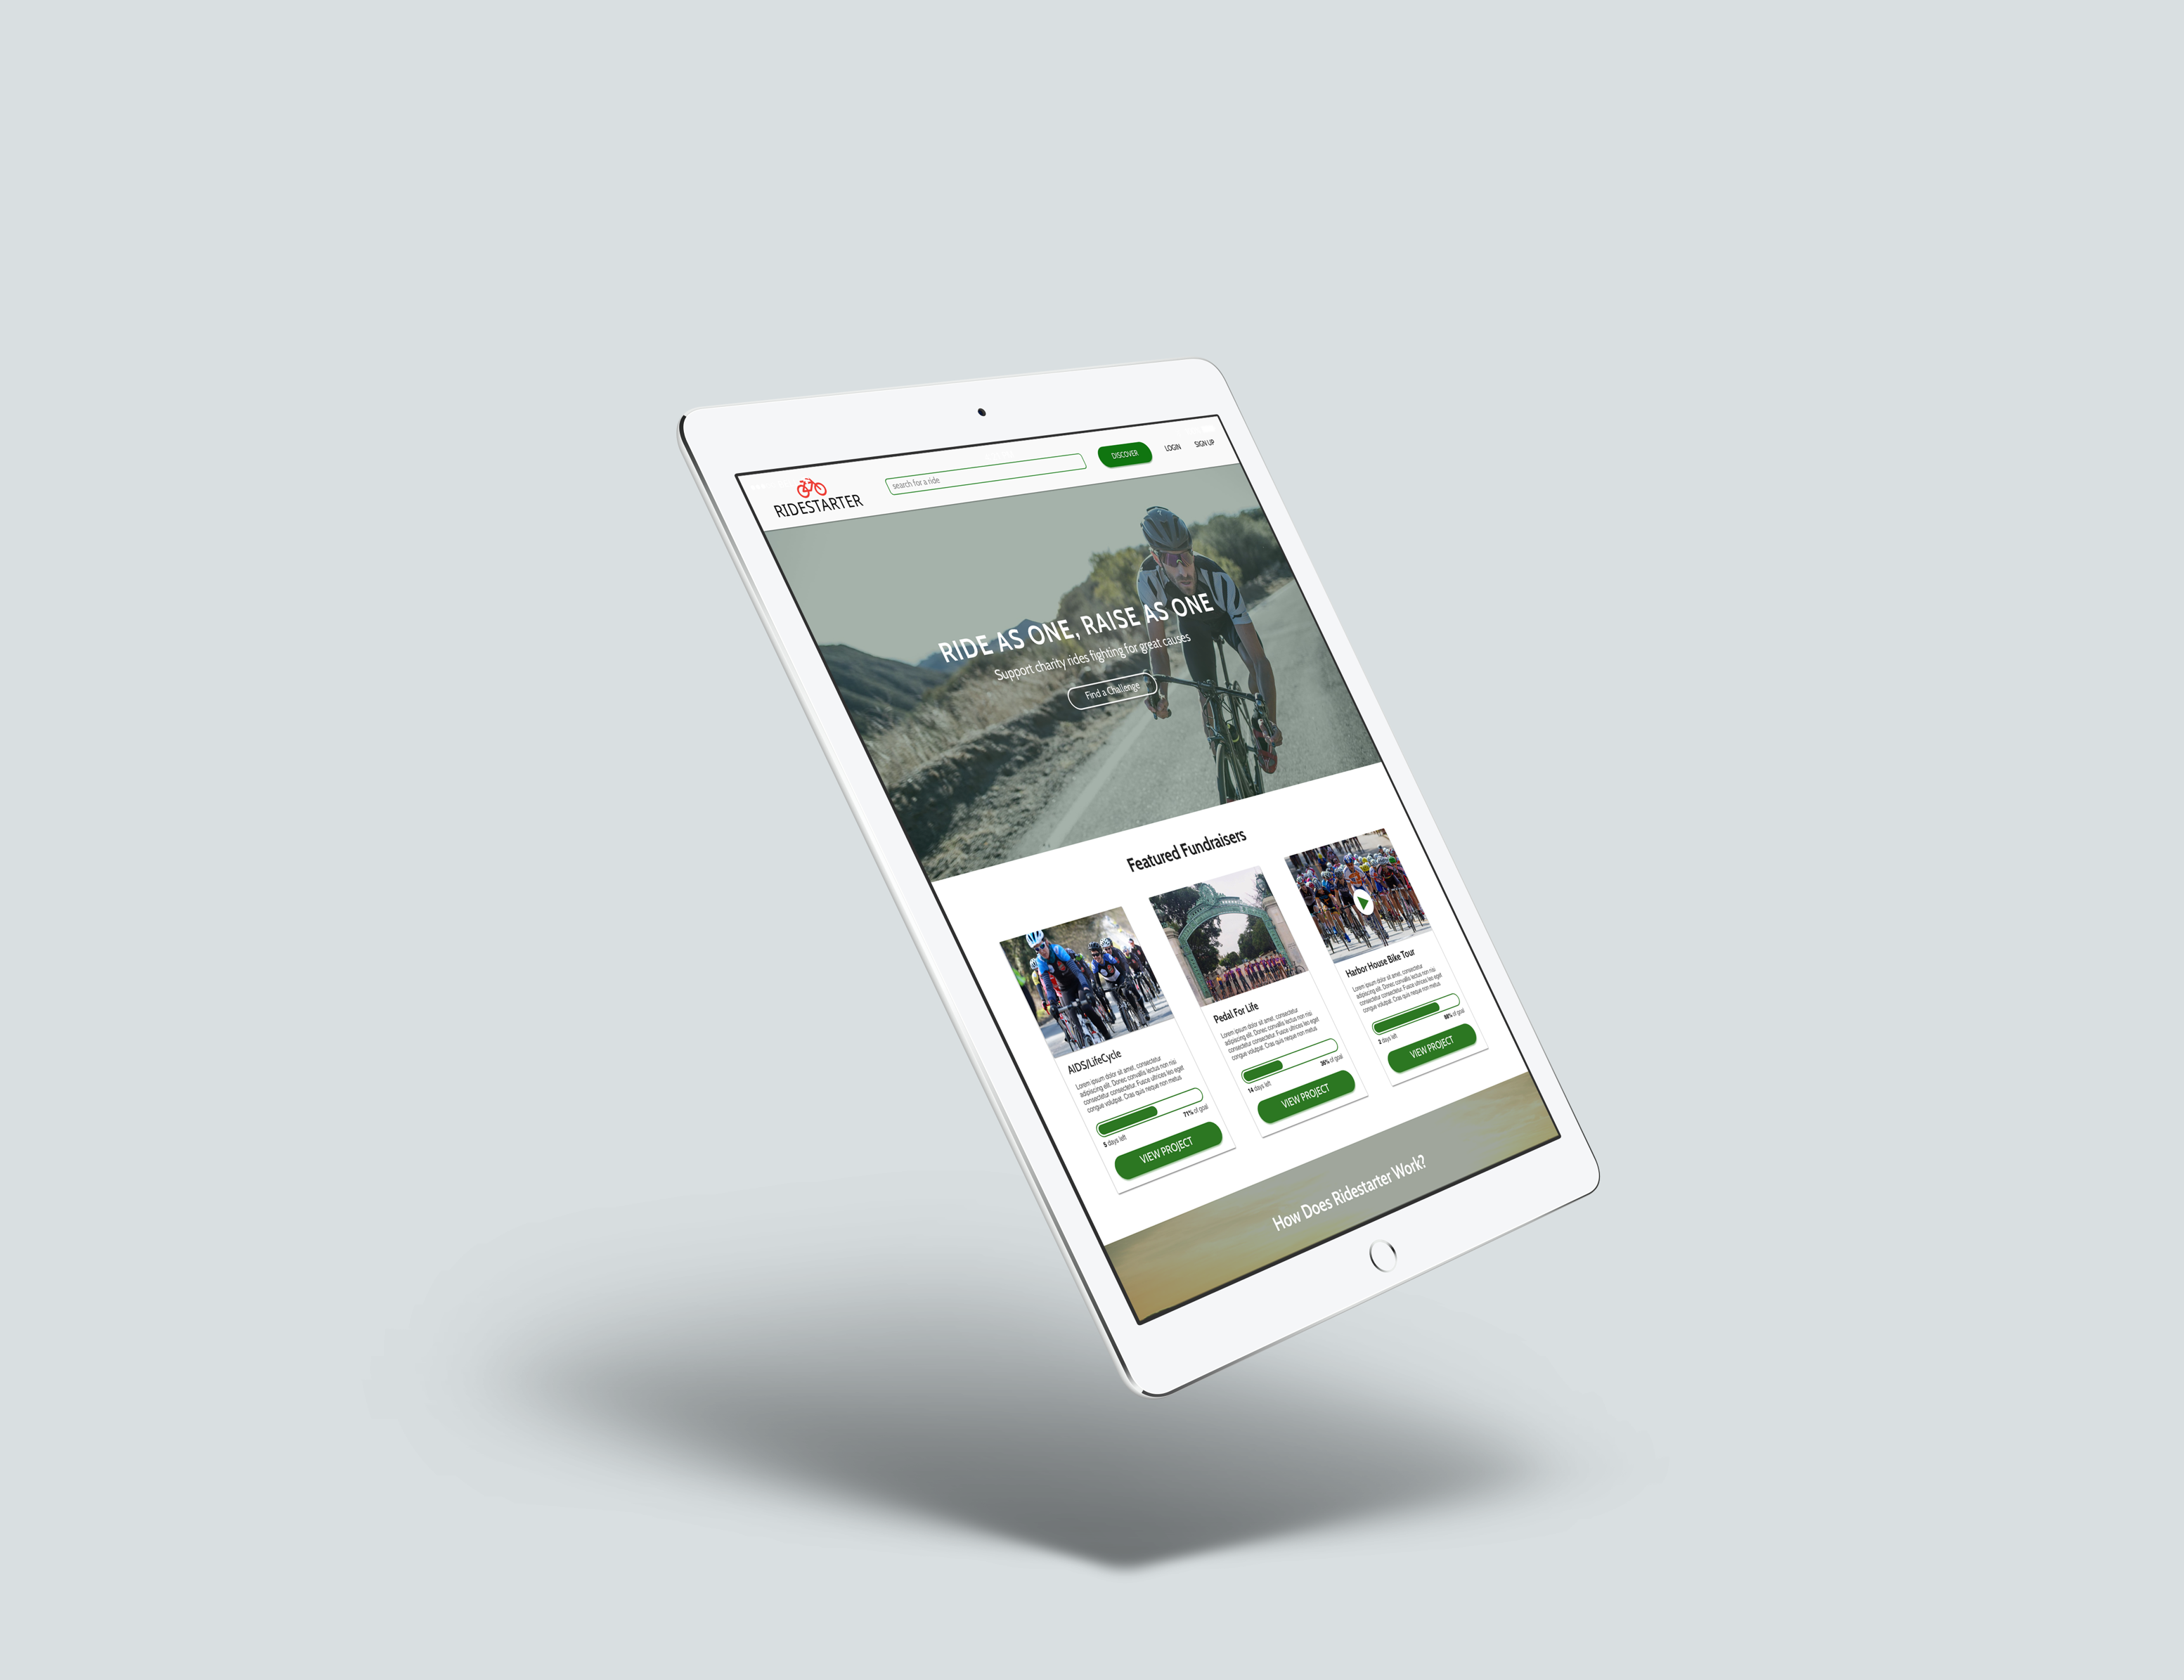 RIDESTARTER
search for a ride
DISCOVER
LOGIN
SIGN UP
RIDE AS ONE, RAISE AS ONE
Support charity rides fighting for great causes
Find a Challenge
Featured Fundraisers
AIDS/LifeCycle
Lorem ipsum dolor sit amet, consectetur
adipiscing elit. Donec convallis lectus non nisi
consectetur consectetur. Fusce ultrices leo eget
congue volutpat. Cras quis neque non metus
71% of goal
5 days left
VIEW PROJECT
Pedal For Life
Lorem ipsum dolor sit amet, consectetur
adipiscing elit. Donec convallis lectus non nisi
consectetur consectetur. Fusce ultrices leo eget
congue volutpat. Cras quis neque non metus
36% of goal
14 days left
VIEW PROJECT
Harbor House Bike Tour
Lorem ipsum dolor sit amet, consectetur
adipiscing elit. Donec convallis lectus non nisi
consectetur consectetur. Fusce ultrices leo eget
congue volutpat. Cras quis neque non metus
of goal
2 days left
VIEW PROJECT
How Does Ridestarter Work?